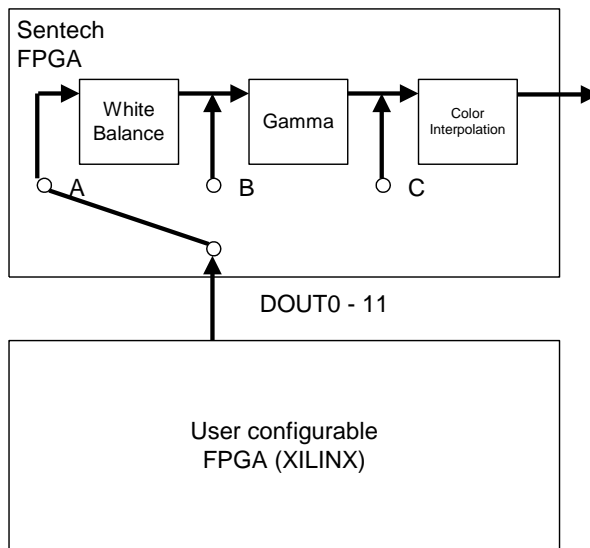 Sentech
FPGA
White
Balance
Gamma
Color
Interpolation
A
B
C
DOUT0 - 11
User configurable
FPGA (XILINX)